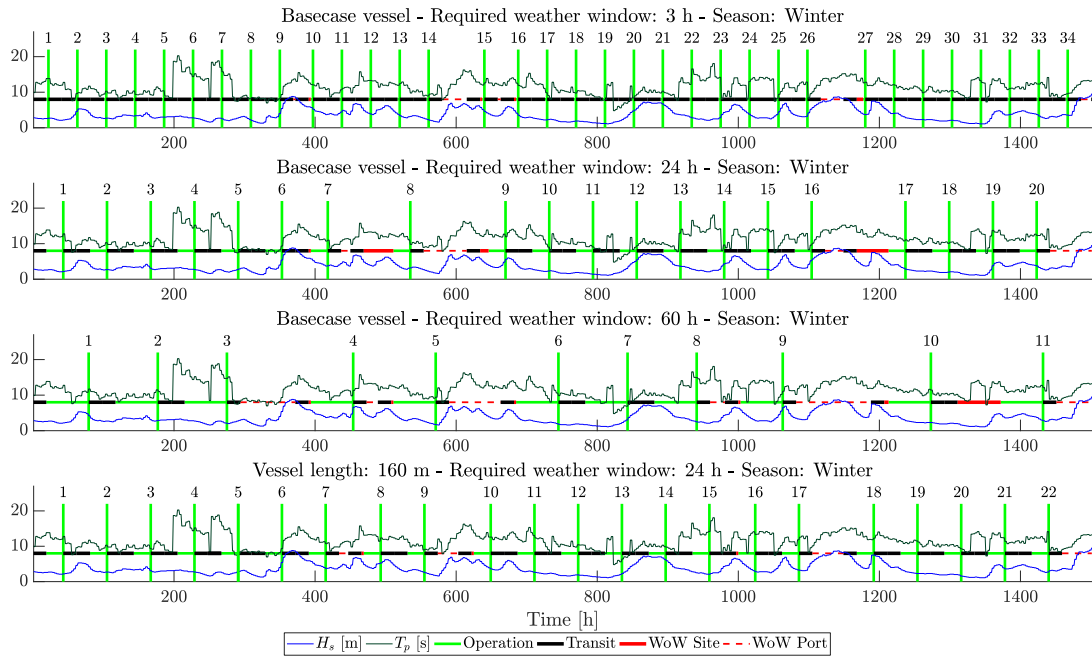 Basecase vessel - Required weather window: 3 h - Season: Winter
1 2 3 4 5 6 7 8 9 10 11 12 13 14 15 16 17 18 19 20 21 22 23 24 25 26 27 28 29 30 31 32 33 34
20
10
0
200 400 600 800 1000 1200 1400
Basecase vessel - Required weather window: 24 h - Season: Winter
1 2 3 4 5 6 7 8 9 10 11 12 13 14 15 16 17 18 19 20
20
10
0
200 400 600 800 1000 1200 1400
Basecase vessel - Required weather window: 60 h - Season: Winter
1 2 3 4 5 6 7 8 9 10 11
20
10
0
200 400 600 800 1000 1200 1400
Vessel length: 160 m - Required weather window: 24 h - Season: Winter
1 2 3 4 5 6 7 8 9 10 11 12 13 14 15 16 17 18 19 20 21 22
20
10
0
200 400 600 800 1000 1200 1400
Time [h]
H_s [m] T_p [s] Operation Transit WoW Site WoW Port